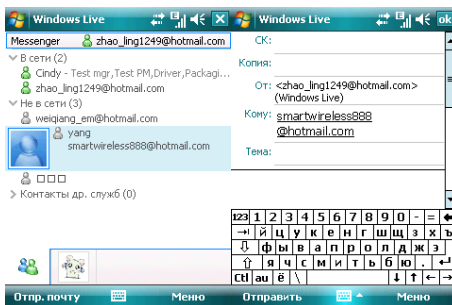 Windows Live
Messenger zhao_ling1249@hotmail.com
В сети (2)
Cindy - Test mgr,Test PM,Driver,Packagi...
zhao_ling1249@hotmail.com
Не в сети (3)
weiqiang_em@hotmail.com
yang
smartwireless888@hotmail.com
□□□
Контакты др. служб (0)
Отпр. почту Меню
Windows Live ok
СК:
Копия:
От: <zhao_ling1249@hotmail.com>
(Windows Live)
Кому: smartwireless888
@hotmail.com
Тема:
123 1 2 3 4 5 6 7 8 9 0 - =
й ц у к е н г ш щ з х ъ
ф ы в а п р о л д ж э
я ч с м и т ь б ю .
Ctl аu ё \
Отправить Меню